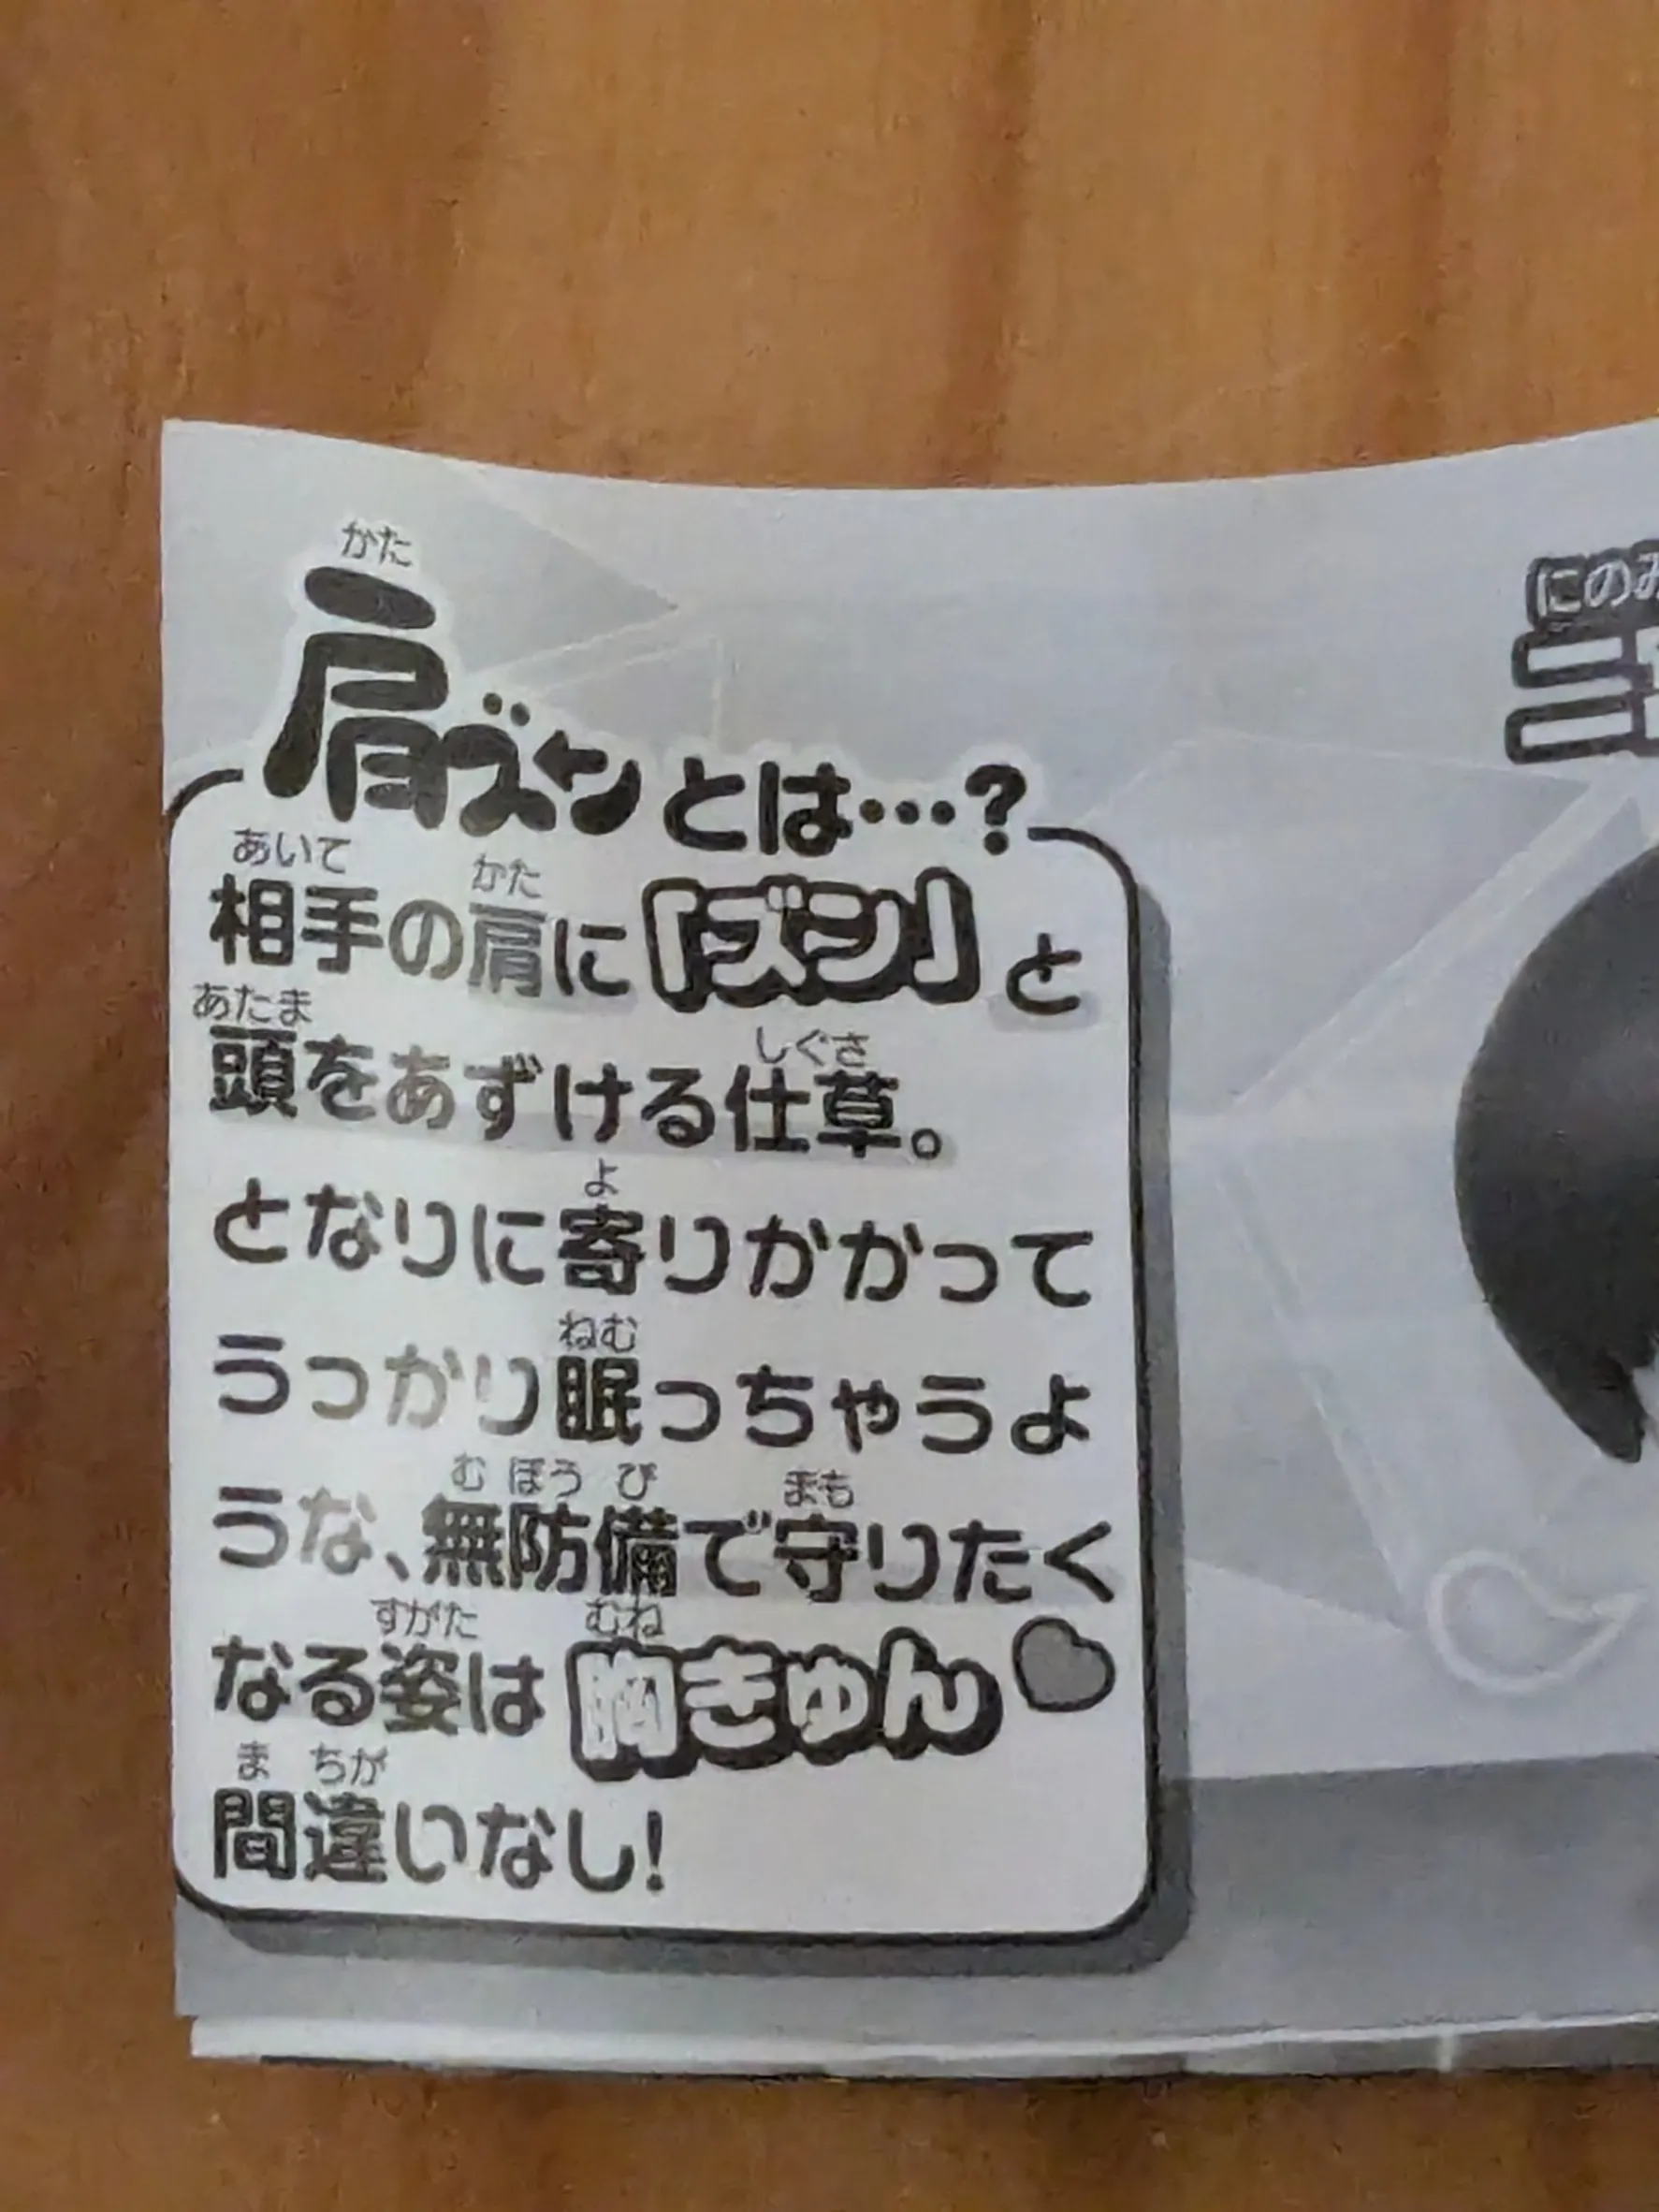 かた
肩ズンとは…?
あいて かた
相手の肩に「ズン」と
あたま しぐさ
頭をあずける仕草。
よ
となりに寄りかかって
ねむ
うっかり眠っちゃうよ
む ぼう び まも
うな、無防備で守りたく
すがた むね
なる姿は胸きゅん
ま ちが
間違いなし!
にのみ
二